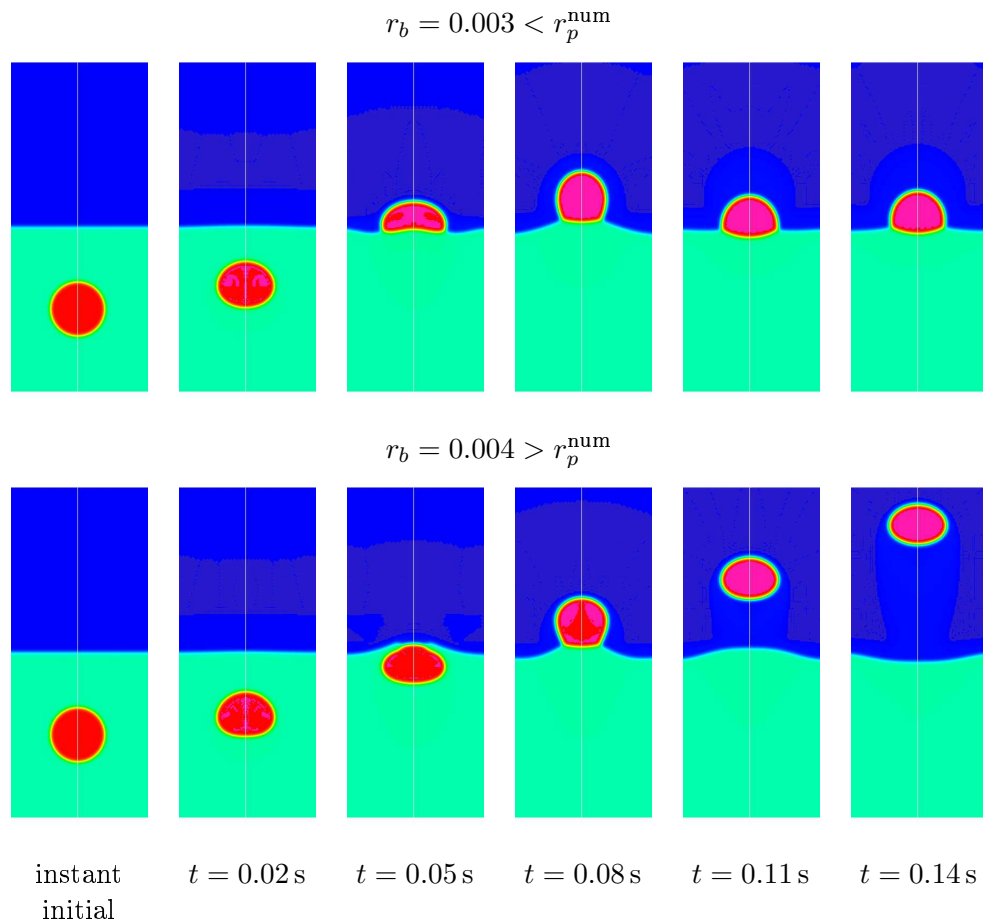 r_b = 0.003 < r_p^num
r_b = 0.004 > r_p^num
instant initial
t = 0.02 s
t = 0.05 s
t = 0.08 s
t = 0.11 s
t = 0.14 s